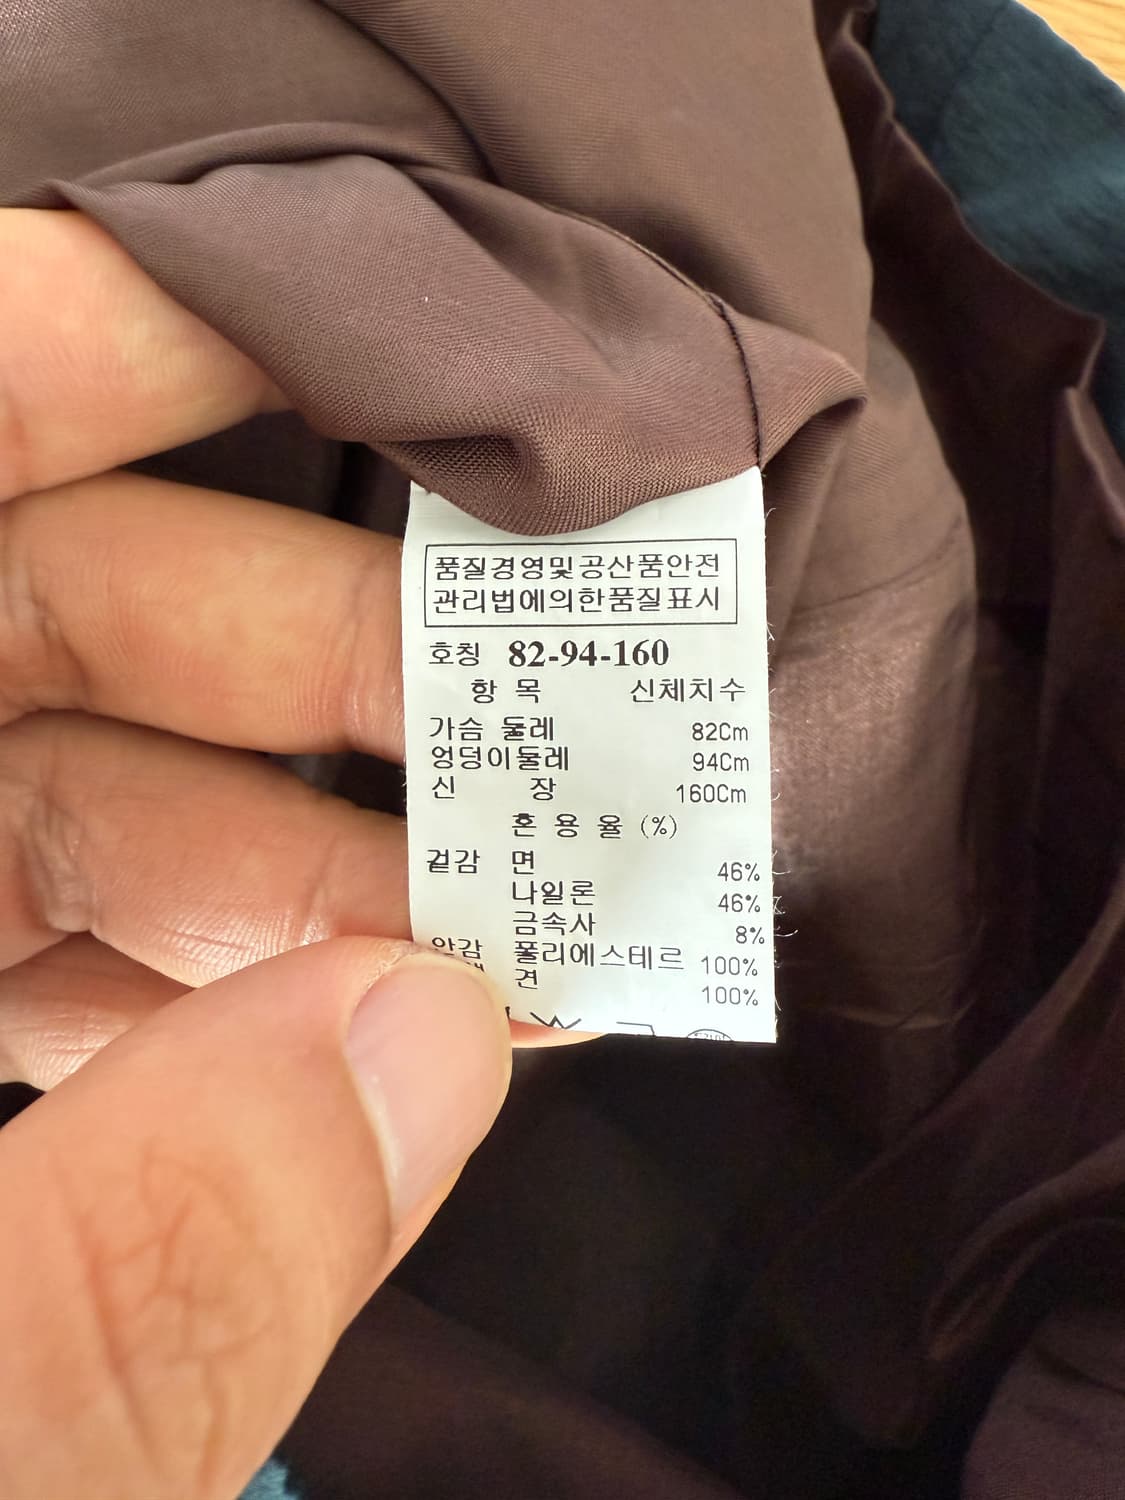 품질경영및공산품안전
관리법에의한품질표시
호칭 82-94-160
항 목 신체치수
가슴 둘레 82Cm
엉덩이둘레 94Cm
신 장 160Cm
혼 용 율 (%)
겉감 면 46%
나일론 46%
금속사 8%
안감 폴리에스테르 100%
견 100%